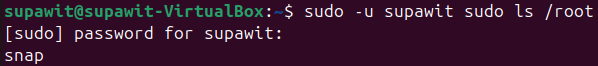 supawit@supawit-VirtualBox:~$ sudo -u supawit sudo ls /root
[sudo] password for supawit:
snap